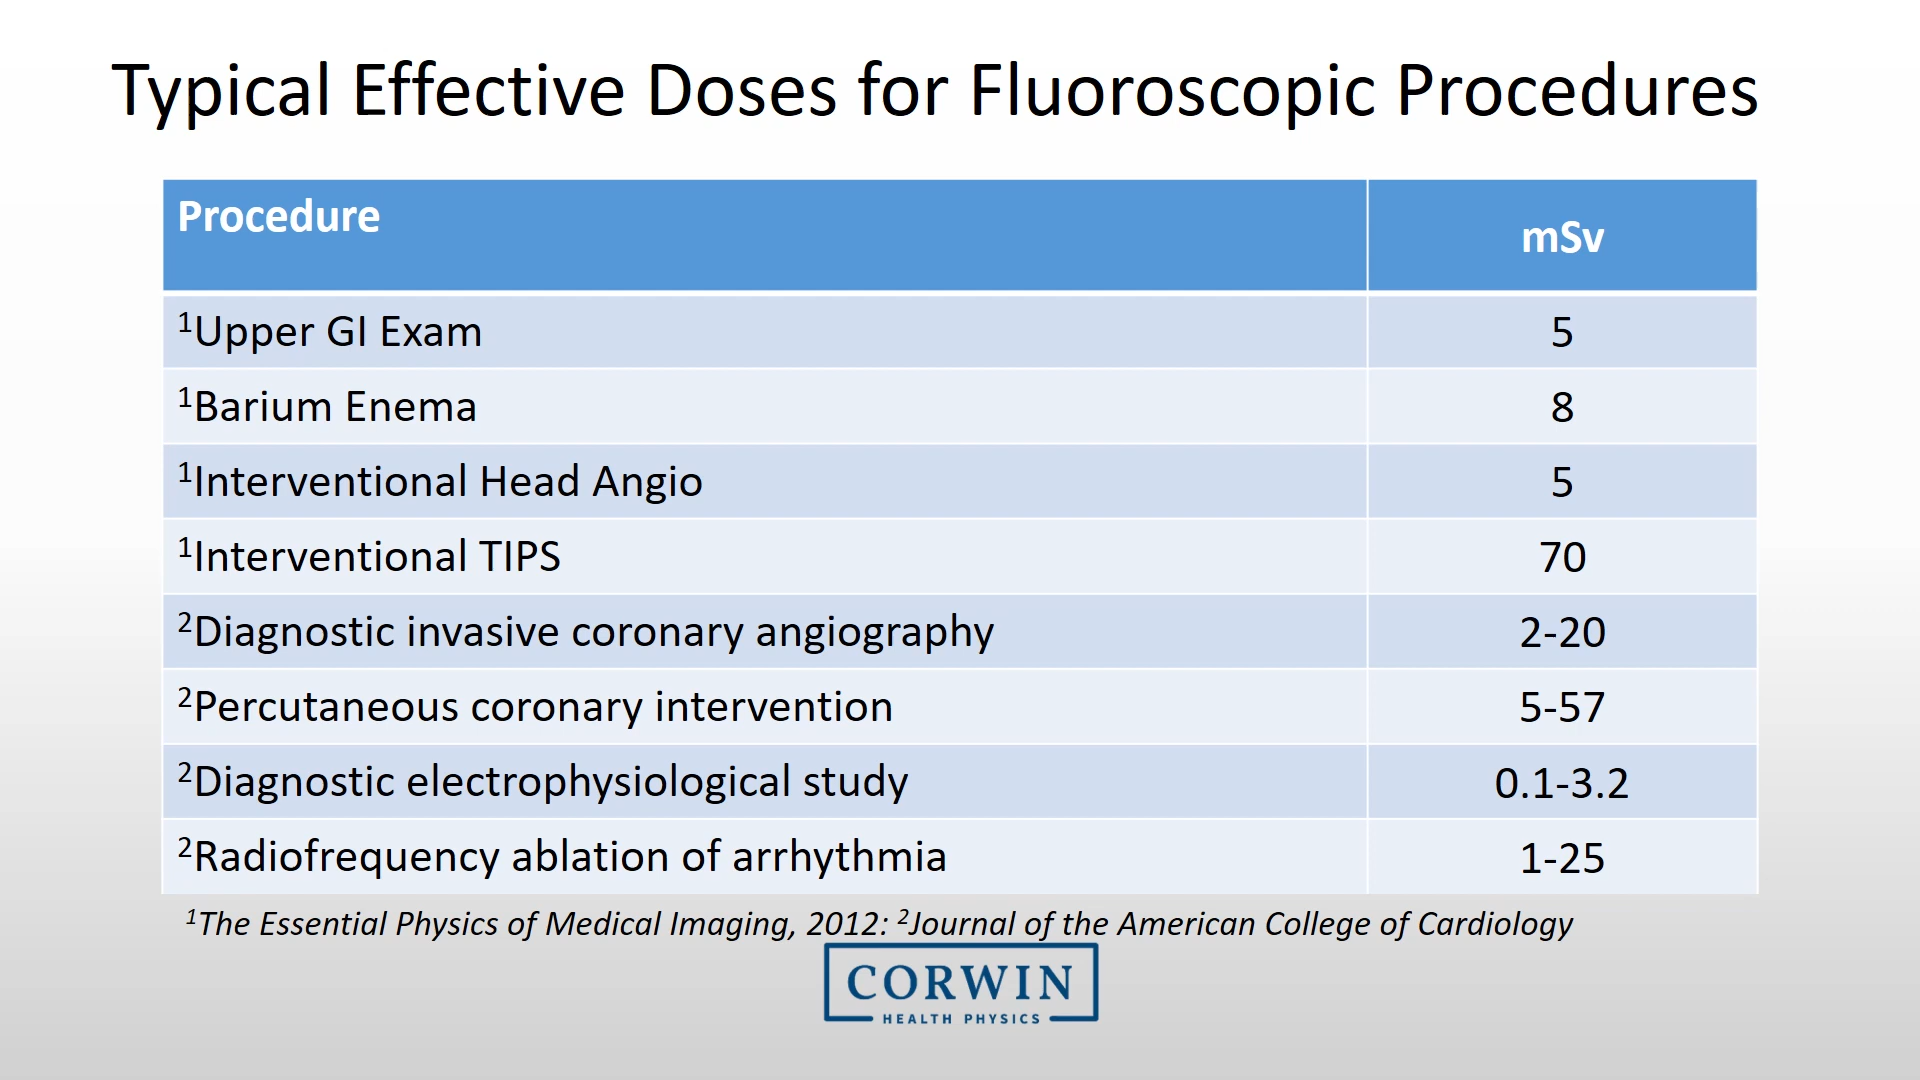 Typical Effective Doses for Fluoroscopic Procedures
Procedure mSv
¹Upper GI Exam 5
¹Barium Enema 8
¹Interventional Head Angio 5
¹Interventional TIPS 70
²Diagnostic invasive coronary angiography 2-20
²Percutaneous coronary intervention 5-57
²Diagnostic electrophysiological study 0.1-3.2
²Radiofrequency ablation of arrhythmia 1-25
¹The Essential Physics of Medical Imaging, 2012: ²Journal of the American College of Cardiology
CORWIN
HEALTH PHYSICS